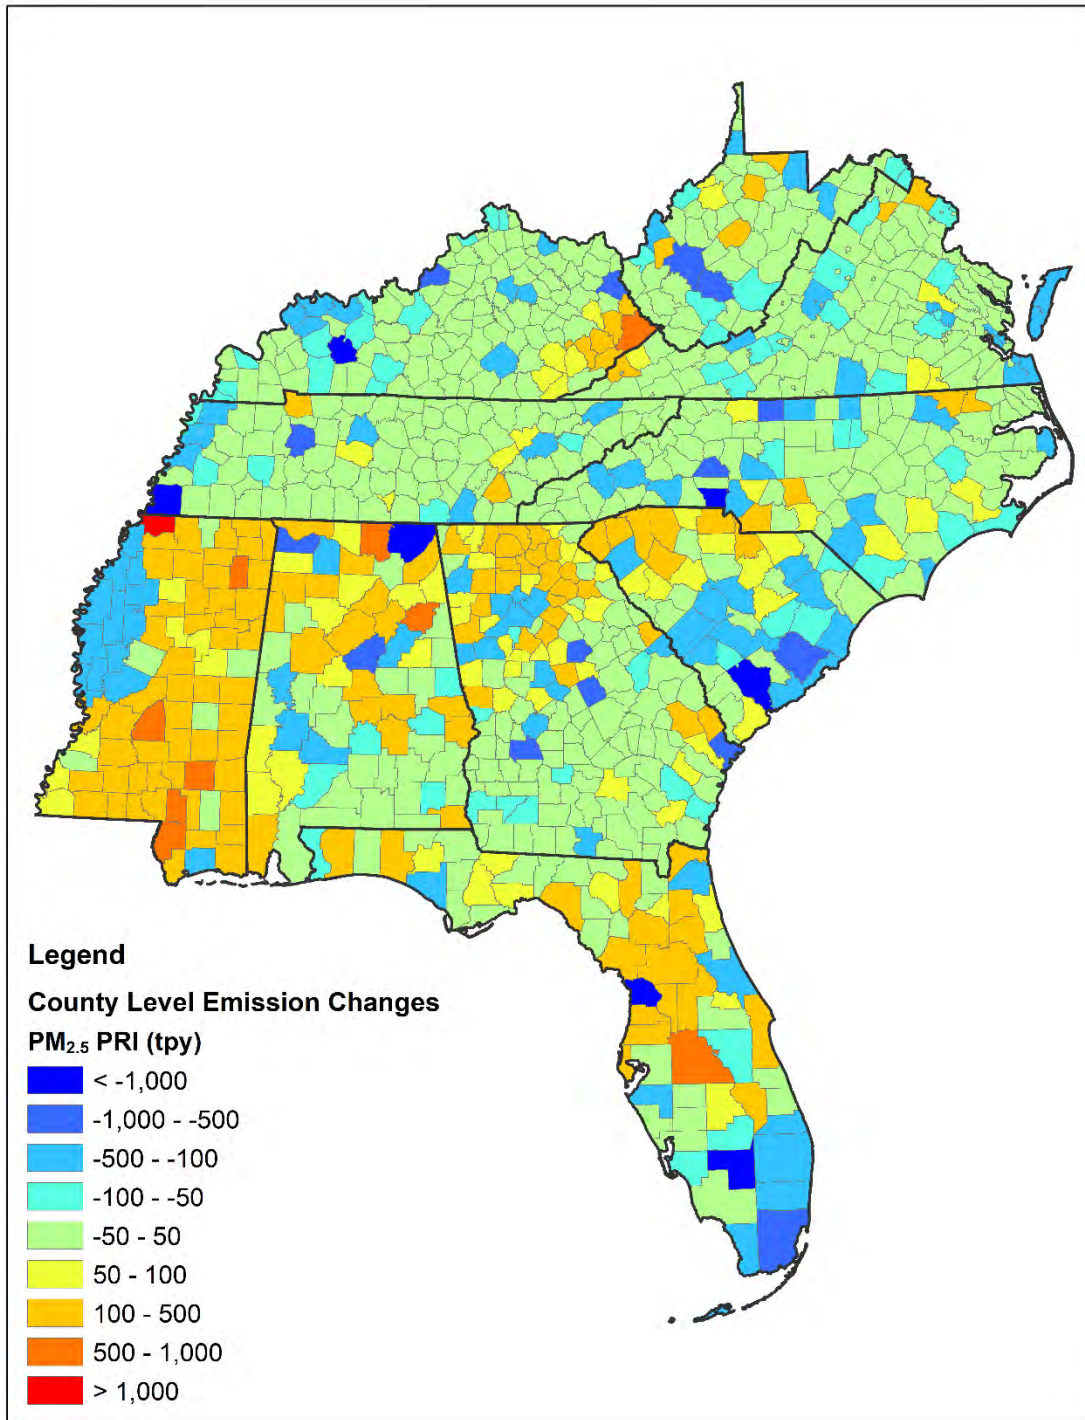 Legend
County Level Emission Changes
PM₂.₅ PRI (tpy)
< -1,000
-1,000 - -500
-500 - -100
-100 - -50
-50 - 50
50 - 100
100 - 500
500 - 1,000
> 1,000